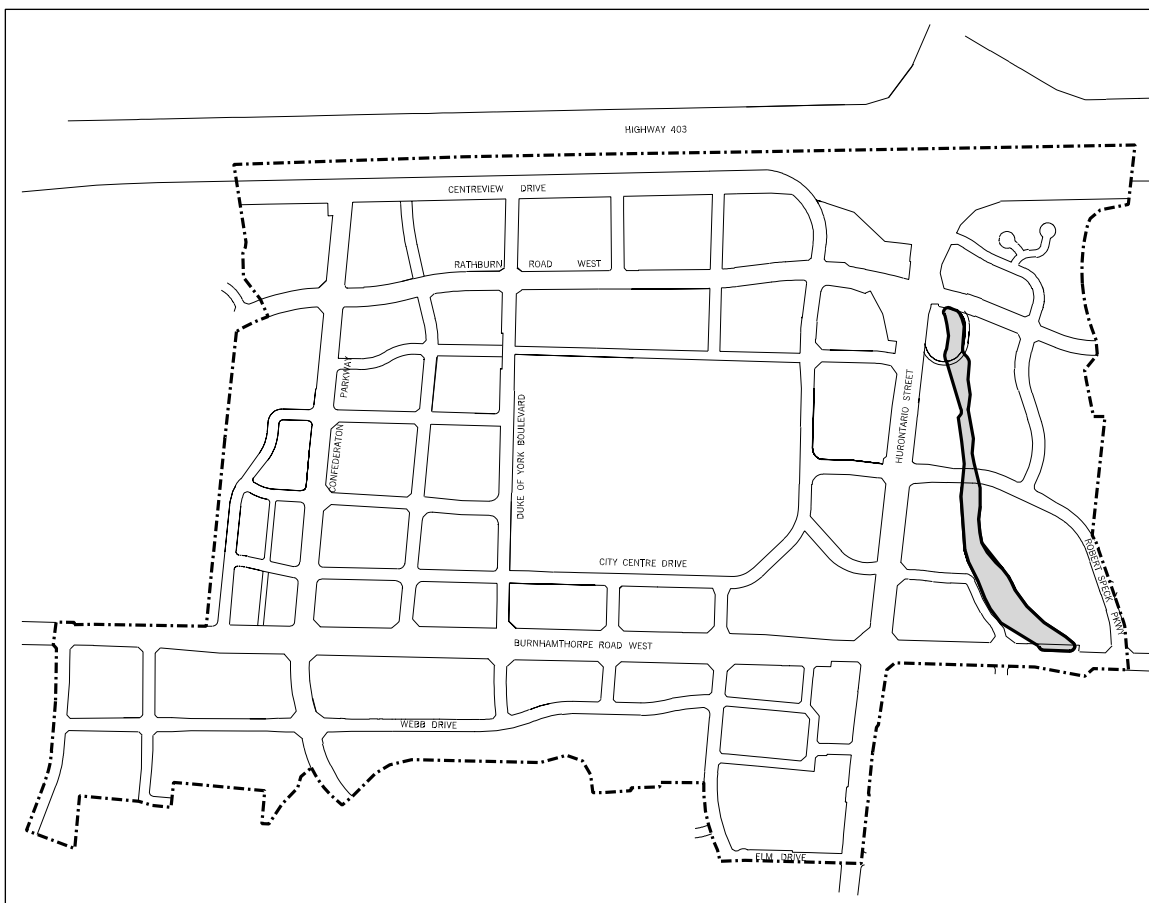 HIGHWAY 403
CENTREVIEW DRIVE
RATHBURN ROAD WEST
PARKWAY
CONFEDERATON
DUKE OF YORK BOULEVARD
HURONTARIO STREET
CITY CENTRE DRIVE
ROBERT SPECK PKWY
BURNHAMTHORPE ROAD WEST
WEBB DRIVE
ELM DRIVE